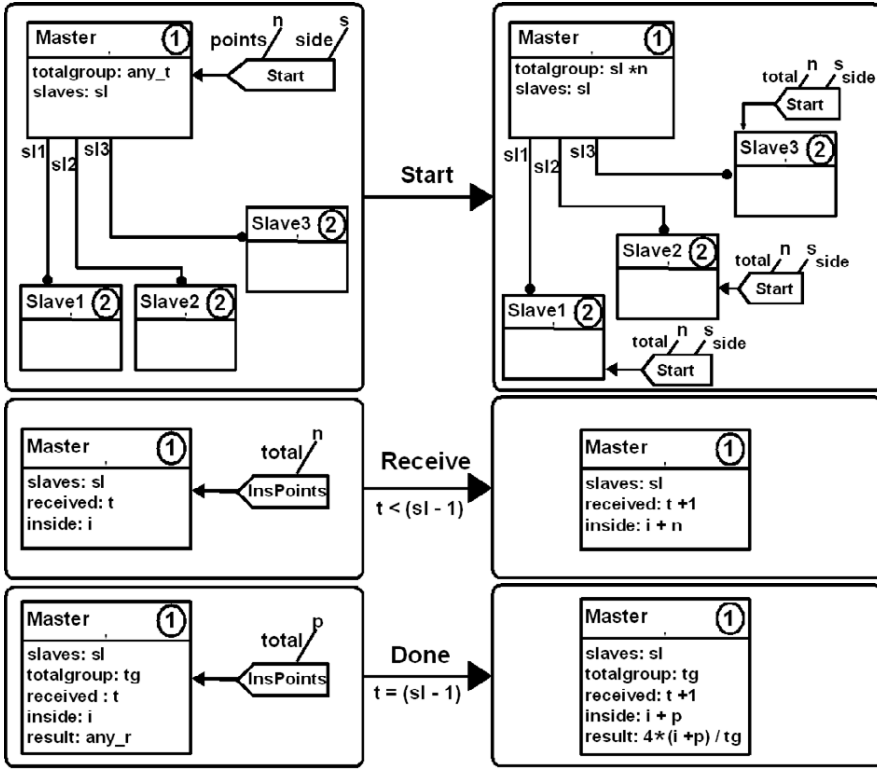 n
s
points
side
Master 1
Start
totalgroup: any_t
slaves: sl
sl1
sl2
sl3
Slave3 2
Slave1 2
Slave2 2
Start
Master 1
totalgroup: sl *n
slaves: sl
sl1
sl2
sl3
n
s
total
side
Start
Slave3 2
Slave2 2
n
s
total
side
Start
Slave1 2
n
s
total
side
Start
Master 1
slaves: sl
received: t
inside: i
n
total
InsPoints
Receive
t < (sl - 1)
Master 1
slaves: sl
received: t +1
inside: i + n
Master 1
slaves: sl
totalgroup: tg
received : t
inside: i
result: any_r
p
total
InsPoints
Done
t = (sl - 1)
Master 1
slaves: sl
totalgroup: tg
received: t +1
inside: i + p
result: 4*(i +p) / tg